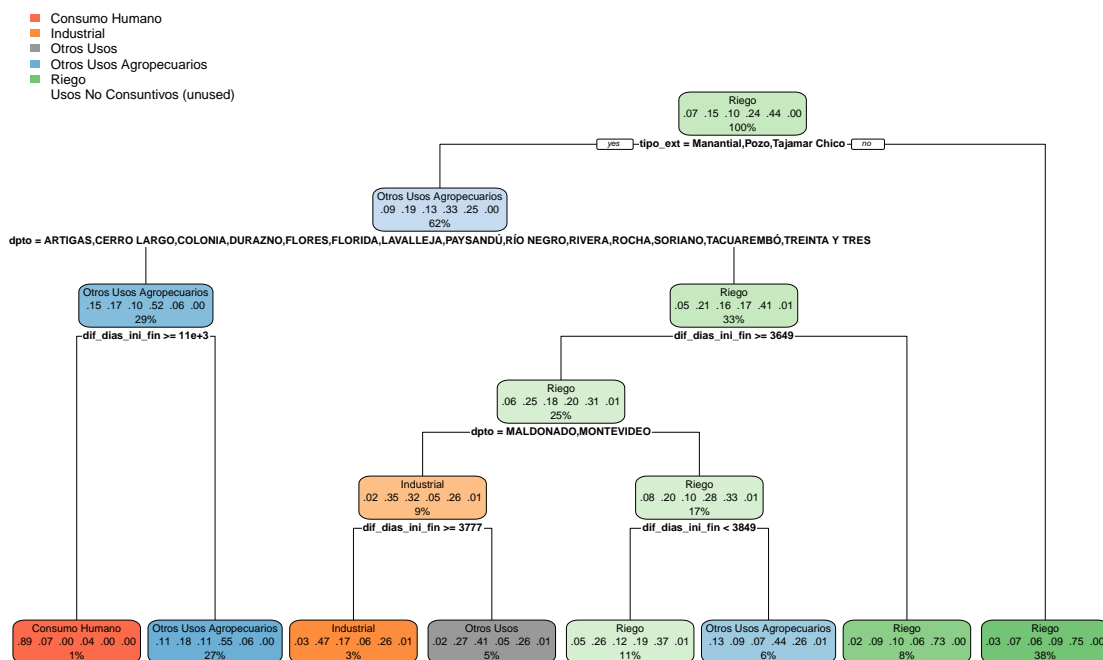 Consumo Humano
Industrial
Otros Usos
Otros Usos Agropecuarios
Riego
Usos No Consuntivos (unused)
Riego
.07 .15 .10 .24 .44 .00
100%
yes tipo_ext = Manantial,Pozo,Tajamar Chico no
Otros Usos Agropecuarios
.09 .19 .13 .33 .25 .00
62%
dpto = ARTIGAS,CERRO LARGO,COLONIA,DURAZNO,FLORES,FLORIDA,LAVALLEJA,PAYSANDÚ,RÍO NEGRO,RIVERA,ROCHA,SORIANO,TACUAREMBÓ,TREINTA Y TRES
Otros Usos Agropecuarios
.15 .17 .10 .52 .06 .00
29%
dif_dias_ini_fin >= 11e+3
Riego
.05 .21 .16 .17 .41 .01
33%
dif_dias_ini_fin >= 3649
Riego
.06 .25 .18 .20 .31 .01
25%
dpto = MALDONADO,MONTEVIDEO
Industrial
.02 .35 .32 .05 .26 .01
9%
dif_dias_ini_fin >= 3777
Riego
.08 .20 .10 .28 .33 .01
17%
dif_dias_ini_fin < 3849
Consumo Humano
.89 .07 .00 .04 .00 .00
1%
Otros Usos Agropecuarios
.11 .18 .11 .55 .06 .00
27%
Industrial
.03 .47 .17 .06 .26 .01
3%
Otros Usos
.02 .27 .41 .05 .26 .01
5%
Riego
.05 .26 .12 .19 .37 .01
11%
Otros Usos Agropecuarios
.13 .09 .07 .44 .26 .01
6%
Riego
.02 .09 .10 .06 .73 .00
8%
Riego
.03 .07 .06 .09 .75 .00
38%